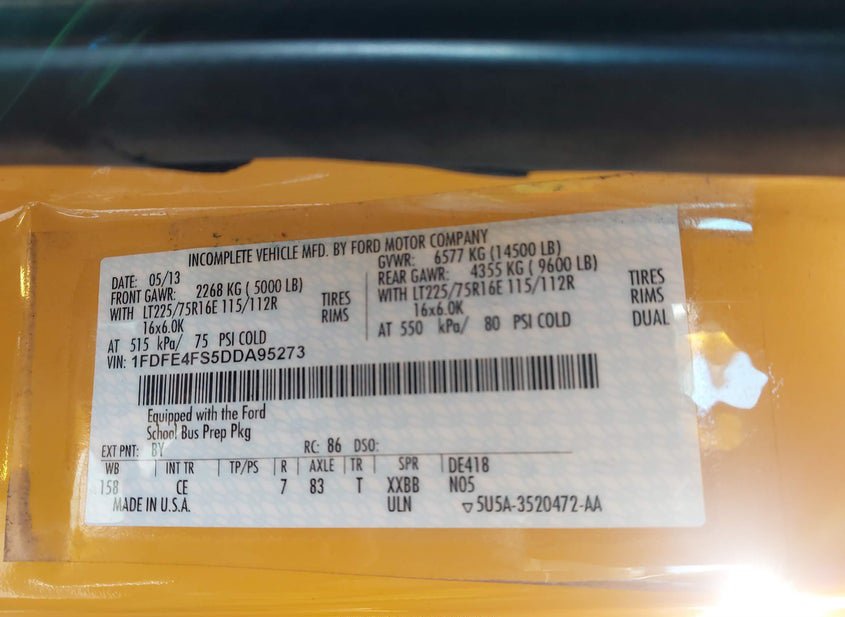 INCOMPLETE VEHICLE MFD. BY FORD MOTOR COMPANY
DATE: 05/13 GVWR: 6577 KG (14500 LB)
FRONT GAWR: 2268 KG ( 5000 LB) REAR GAWR: 4355 KG ( 9600 LB)
WITH LT225/75R16E 115/112R TIRES WITH LT225/75R16E 115/112R TIRES
16x6.0K RIMS 16x6.0K RIMS
AT 515 kPa/ 75 PSI COLD AT 550 kPa/ 80 PSI COLD DUAL
VIN: 1FDFE4FS5DDA95273
Equipped with the Ford
School Bus Prep Pkg
EXT PNT: BY RC: 86 DSO:
WB INT TR TP/PS R AXLE TR SPR DE418
158 CE 7 83 T XXBB N05
MADE IN U.S.A. ULN ▽5U5A-3520472-AA